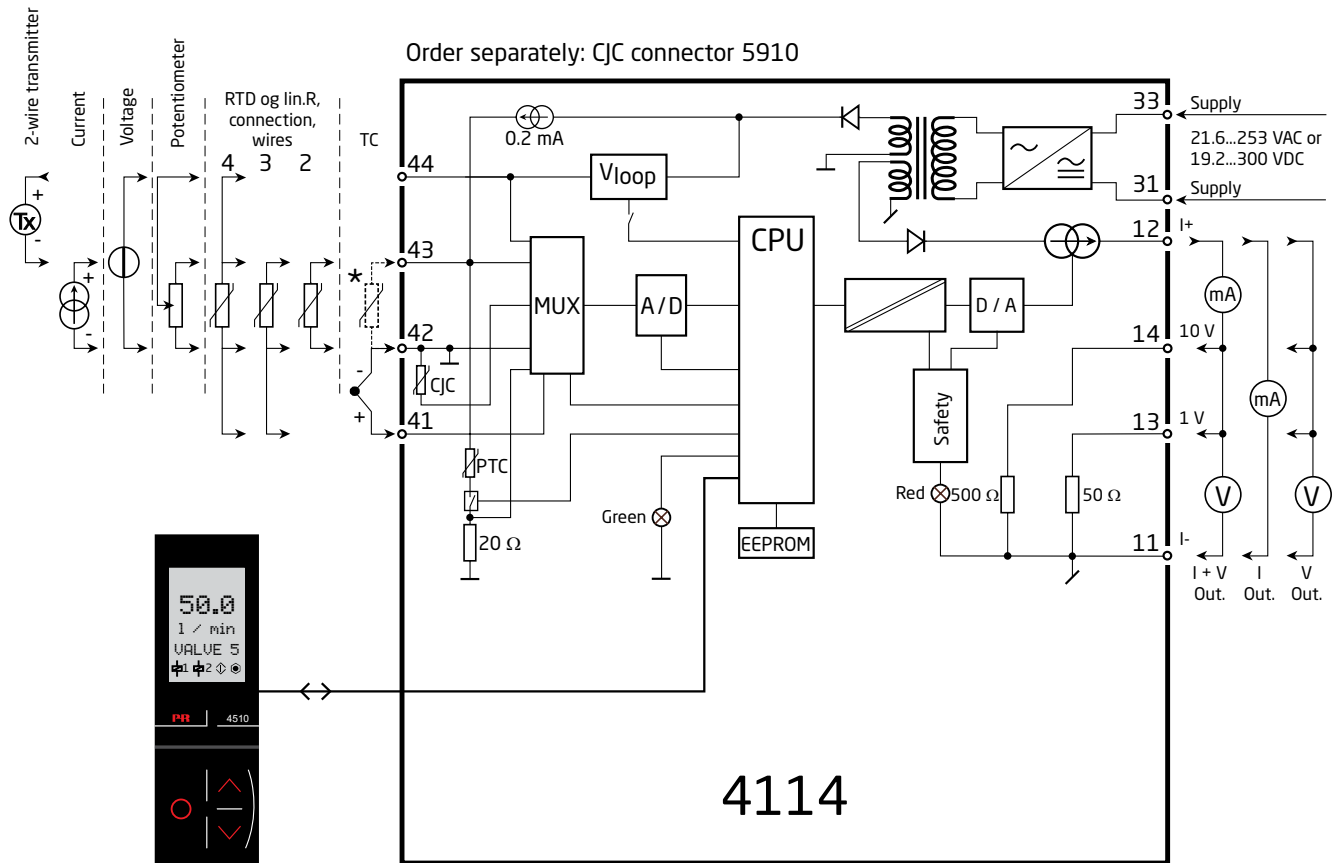 Order separately: CJC connector 5910
2-wire transmitter
Current
Voltage
Potentiometer
RTD og lin.R,
connection,
wires
4 3 2
TC
+
Tx
-
+
-
*
-
+
44
43
42
41
0.2 mA
Vloop
MUX
A/D
CPU
CJC
PTC
20 Ω
Green
EEPROM
D / A
Safety
Red
500 Ω
50 Ω
33
Supply
21.6...253 VAC or
19.2...300 VDC
31
Supply
12
I+
14
10 V
13
1 V
11
I-
mA
mA
V
V
I + V
Out.
I
Out.
V
Out.
50.0
l / min
VALVE 5
1 2
PR
4510
4114